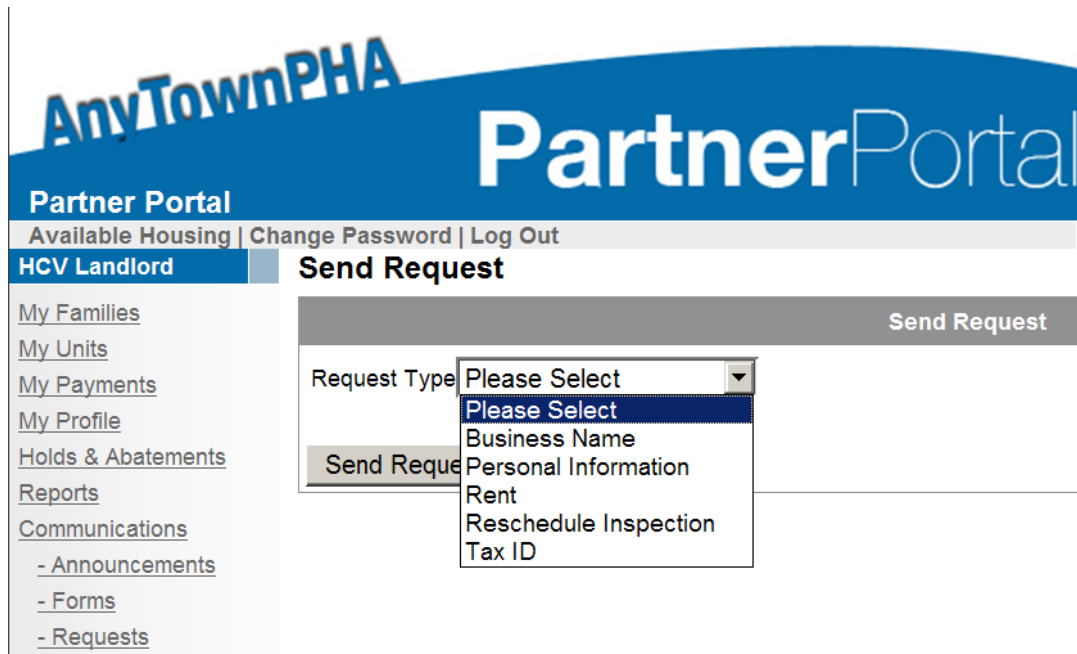 AnyTownPHA
PartnerPortal
Partner Portal
Available Housing | Change Password | Log Out
HCV Landlord
Send Request
My Families
My Units
My Payments
My Profile
Holds & Abatements
Reports
Communications
- Announcements
- Forms
- Requests
Send Request
Request Type Please Select
Please Select
Business Name
Personal Information
Rent
Reschedule Inspection
Tax ID
Send Reque